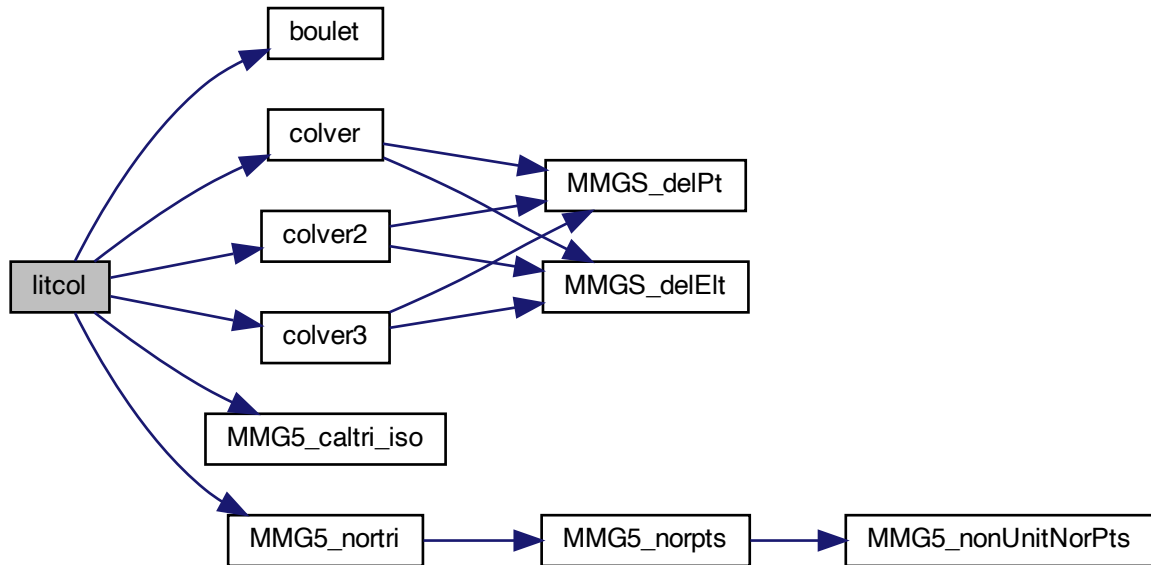 boulet
colver
MMGS_delPt
colver2
litcol
MMGS_delElt
colver3
MMG5_caltri_iso
MMG5_nortri
MMG5_norpts
MMG5_nonUnitNorPts